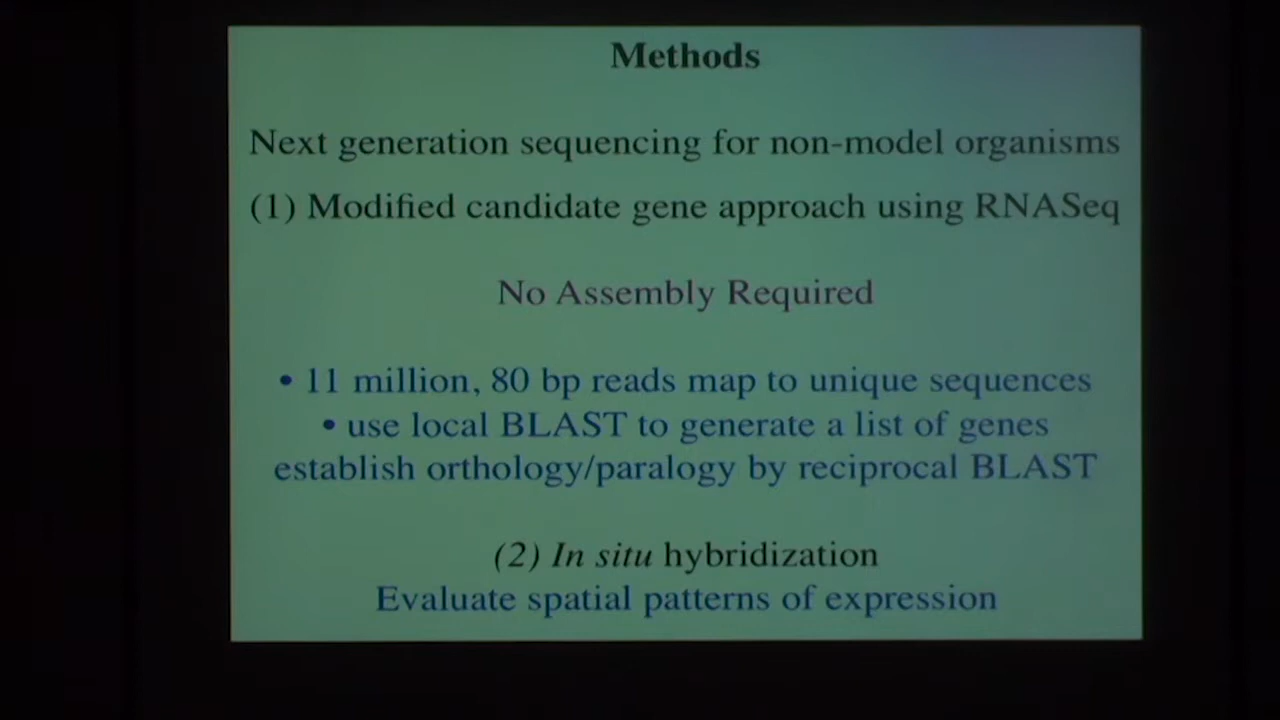 Methods
Next generation sequencing for non-model organisms
(1) Modified candidate gene approach using RNASeq
No Assembly Required
• 11 million, 80 bp reads map to unique sequences
• use local BLAST to generate a list of genes
establish orthology/paralogy by reciprocal BLAST
(2) In situ hybridization
Evaluate spatial patterns of expression